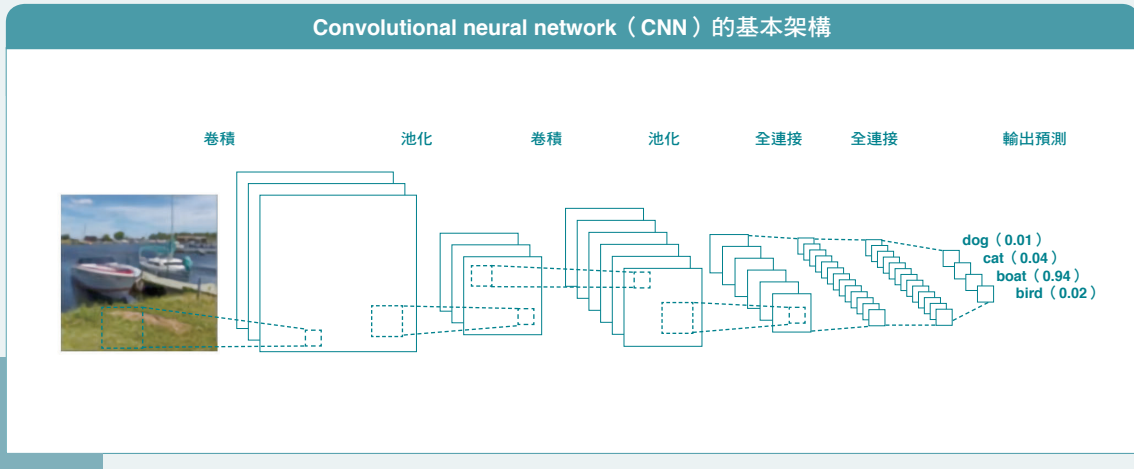 Convolutional neural network（CNN）的基本架構
卷積 池化 卷積 池化 全連接 全連接 輸出預測
dog（0.01）
cat（0.04）
boat（0.94）
bird（0.02）